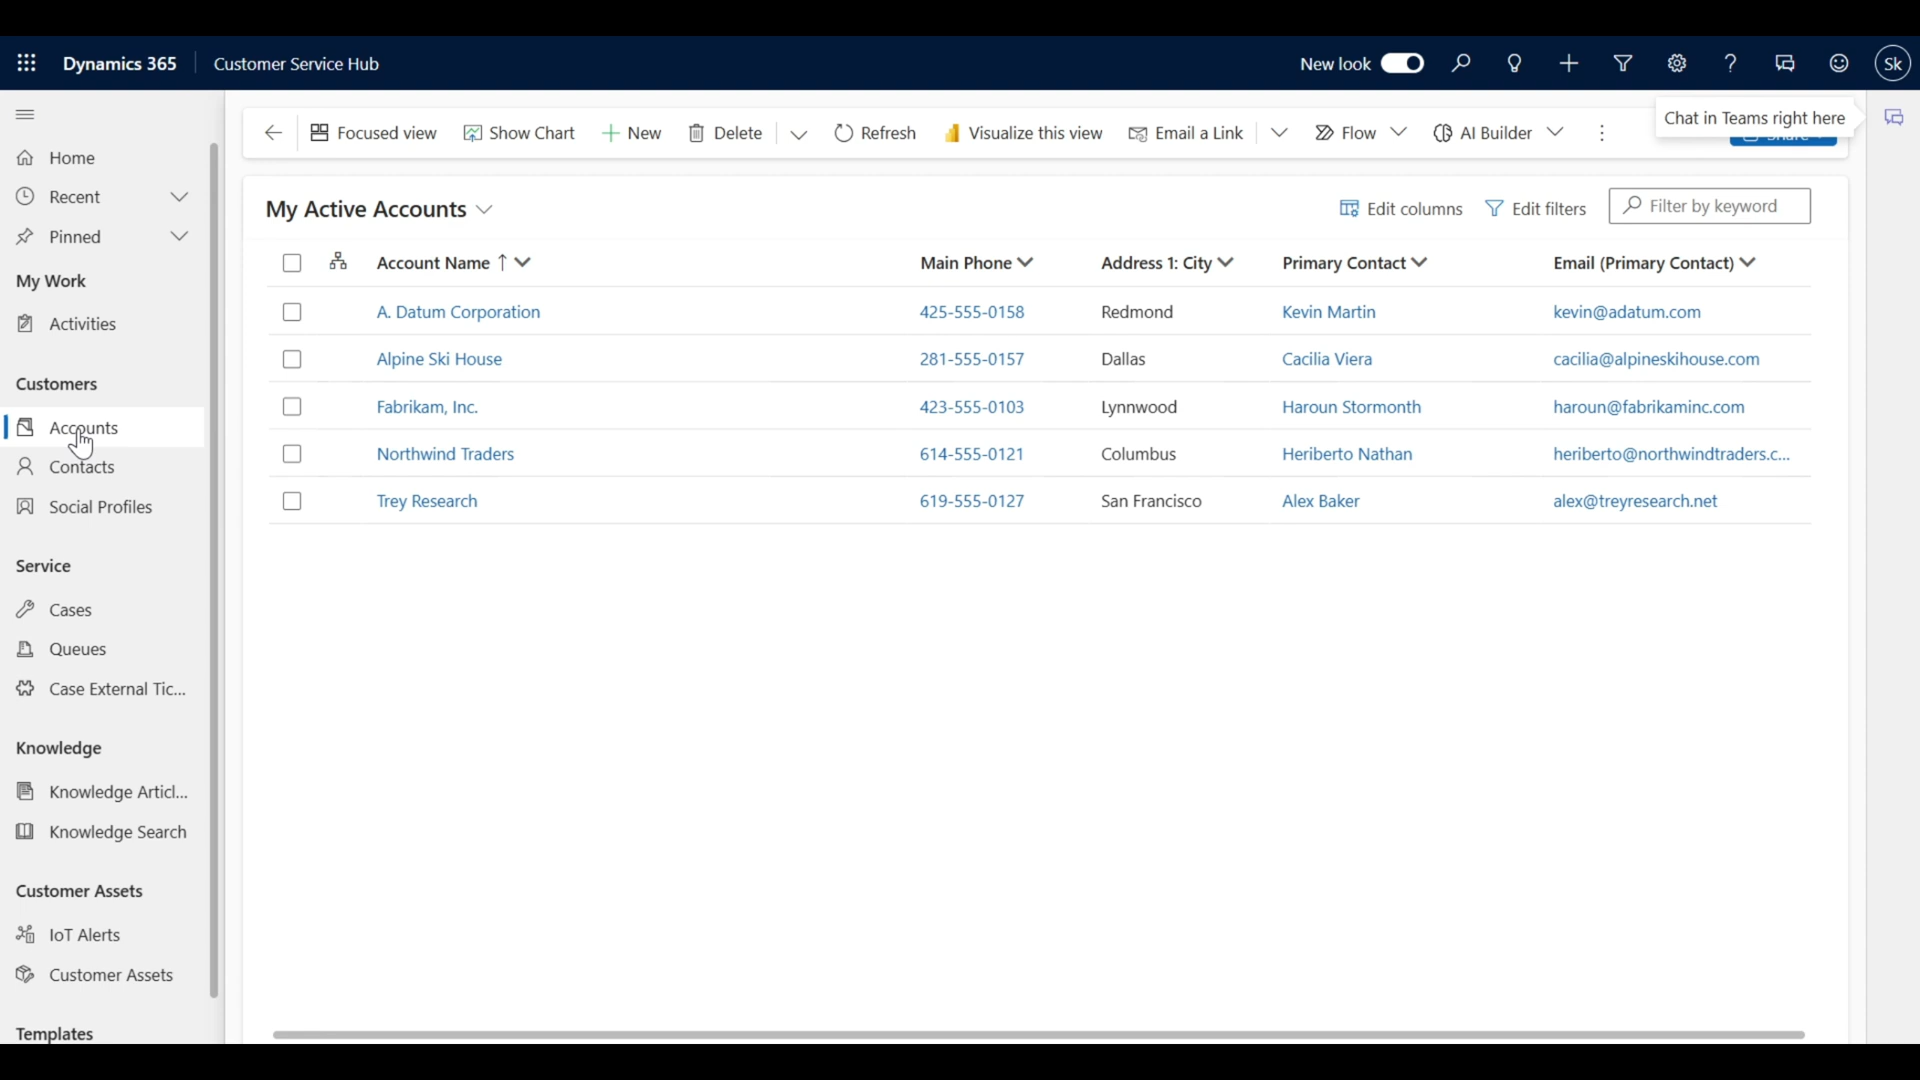 Dynamics 365 Customer Service Hub New look Sk
Chat in Teams right here
Focused view Show Chart New Delete Refresh Visualize this view Email a Link Flow AI Builder Share
Home
Recent
Pinned
My Work
Activities
Customers
Accounts
Contacts
Social Profiles
Service
Cases
Queues
Case External Tic...
Knowledge
Knowledge Articl...
Knowledge Search
Customer Assets
IoT Alerts
Customer Assets
Templates
My Active Accounts Edit columns Edit filters Filter by keyword
Account Name ↑ Main Phone Address 1: City Primary Contact Email (Primary Contact)
A. Datum Corporation 425-555-0158 Redmond Kevin Martin kevin@adatum.com
Alpine Ski House 281-555-0157 Dallas Cacilia Viera cacilia@alpineskihouse.com
Fabrikam, Inc. 423-555-0103 Lynnwood Haroun Stormonth haroun@fabrikaminc.com
Northwind Traders 614-555-0121 Columbus Heriberto Nathan heriberto@northwindtraders.c...
Trey Research 619-555-0127 San Francisco Alex Baker alex@treyresearch.net